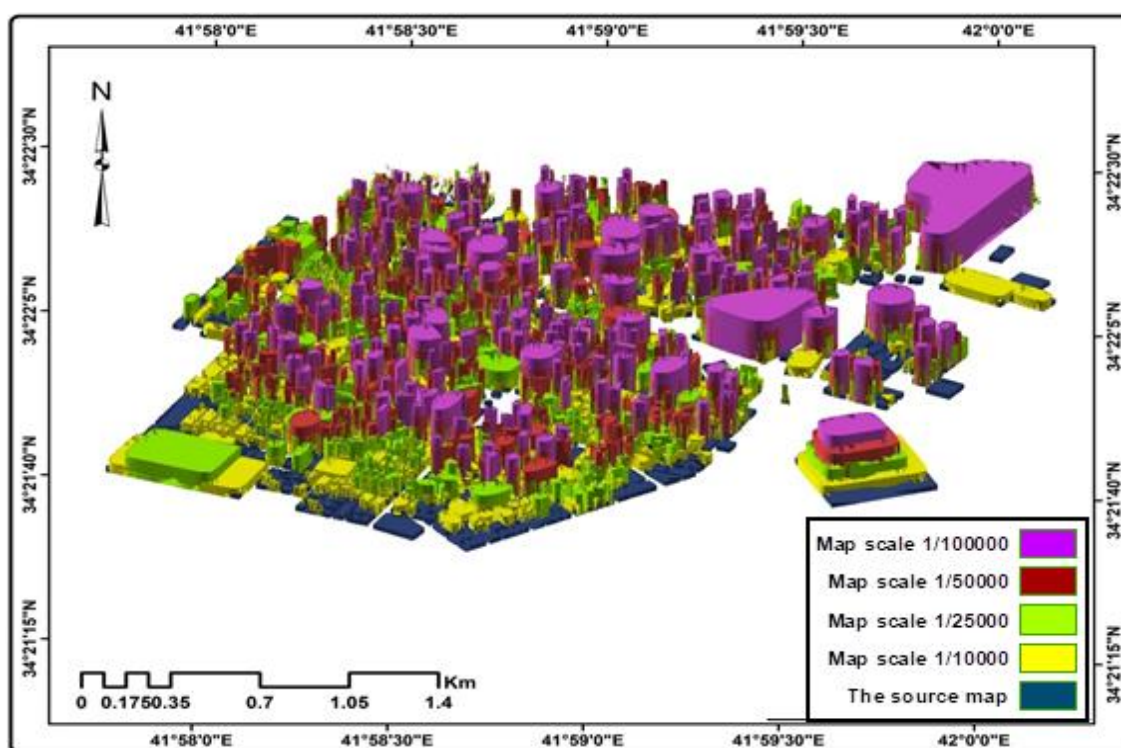 41°58'0"E 41°58'30"E 41°59'0"E 41°59'30"E 42°0'0"E
N
34°22'30"N
34°22'5"N
34°21'40"N
34°21'15"N
34°22'30"N
34°22'5"N
34°21'40"N
34°21'15"N
Map scale 1/100000
Map scale 1/50000
Map scale 1/25000
Map scale 1/10000
The source map
Km
0 0.1750.35 0.7 1.05 1.4
41°58'0"E 41°58'30"E 41°59'0"E 41°59'30"E 42°0'0"E